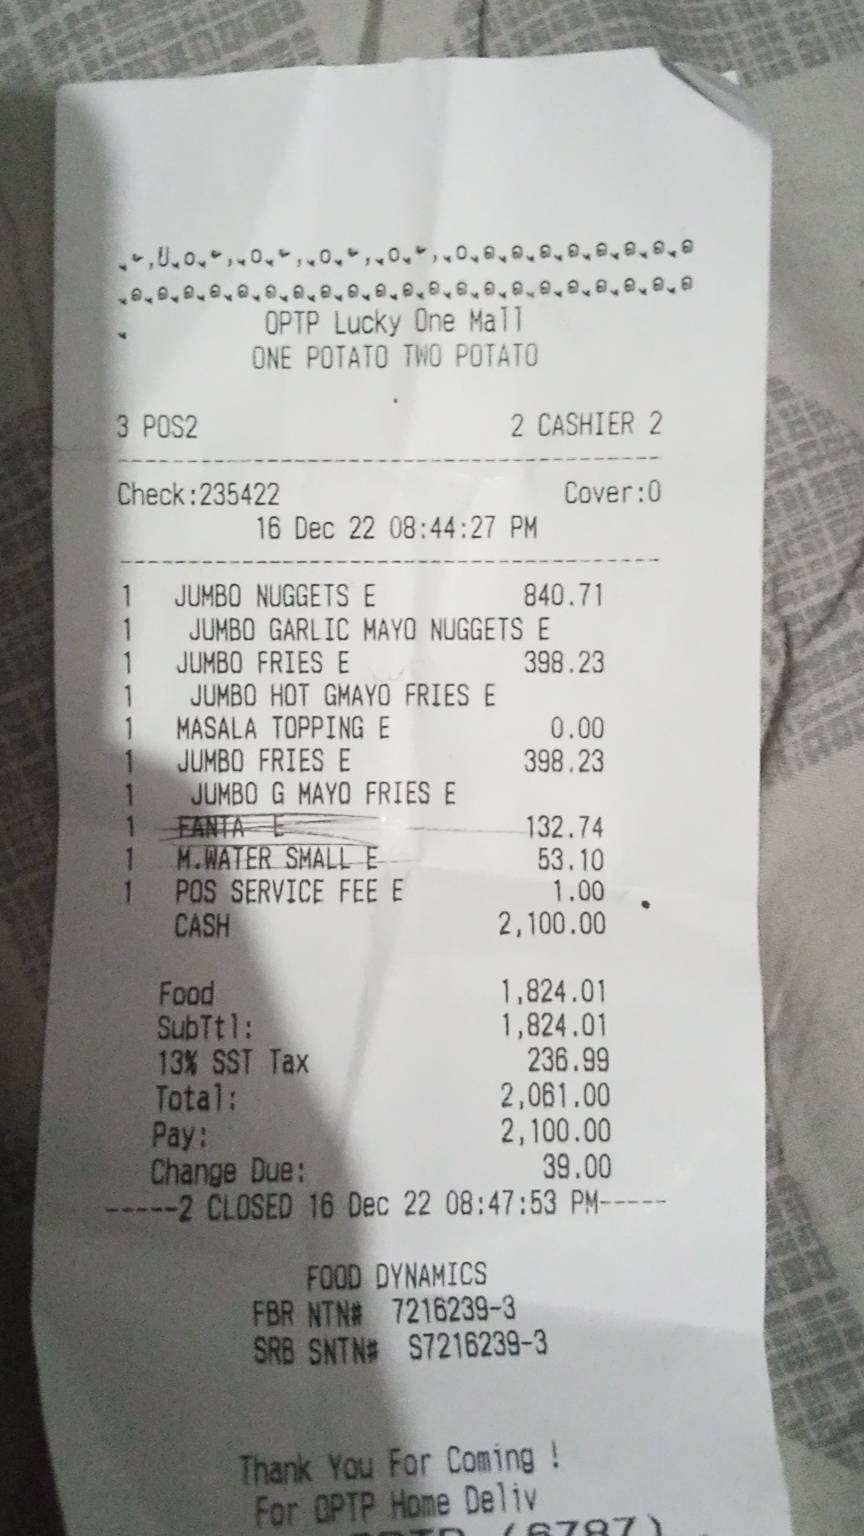 OPTP Lucky One Mall
ONE POTATO TWO POTATO
3 POS2 2 CASHIER 2
Check:235422 Cover:0
16 Dec 22 08:44:27 PM
1 JUMBO NUGGETS E 840.71
1 JUMBO GARLIC MAYO NUGGETS E
1 JUMBO FRIES E 398.23
1 JUMBO HOT GMAYO FRIES E
1 MASALA TOPPING E 0.00
1 JUMBO FRIES E 398.23
1 JUMBO G MAYO FRIES E
1 FANTA E 132.74
1 M.WATER SMALL E 53.10
1 POS SERVICE FEE E 1.00
CASH 2,100.00
Food 1,824.01
SubTtl: 1,824.01
13% SST Tax 236.99
Total: 2,061.00
Pay: 2,100.00
Change Due: 39.00
-----2 CLOSED 16 Dec 22 08:47:53 PM-----
FOOD DYNAMICS
FBR NTN# 7216239-3
SRB SNTN# S7216239-3
Thank You For Coming !
For OPTP Home Deliv
(6787)